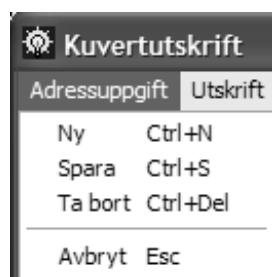 Kuvertutskrift
Adressuppgift Utskrift
Ny Ctrl+N
Spara Ctrl+S
Ta bort Ctrl+Del
Avbryt Esc